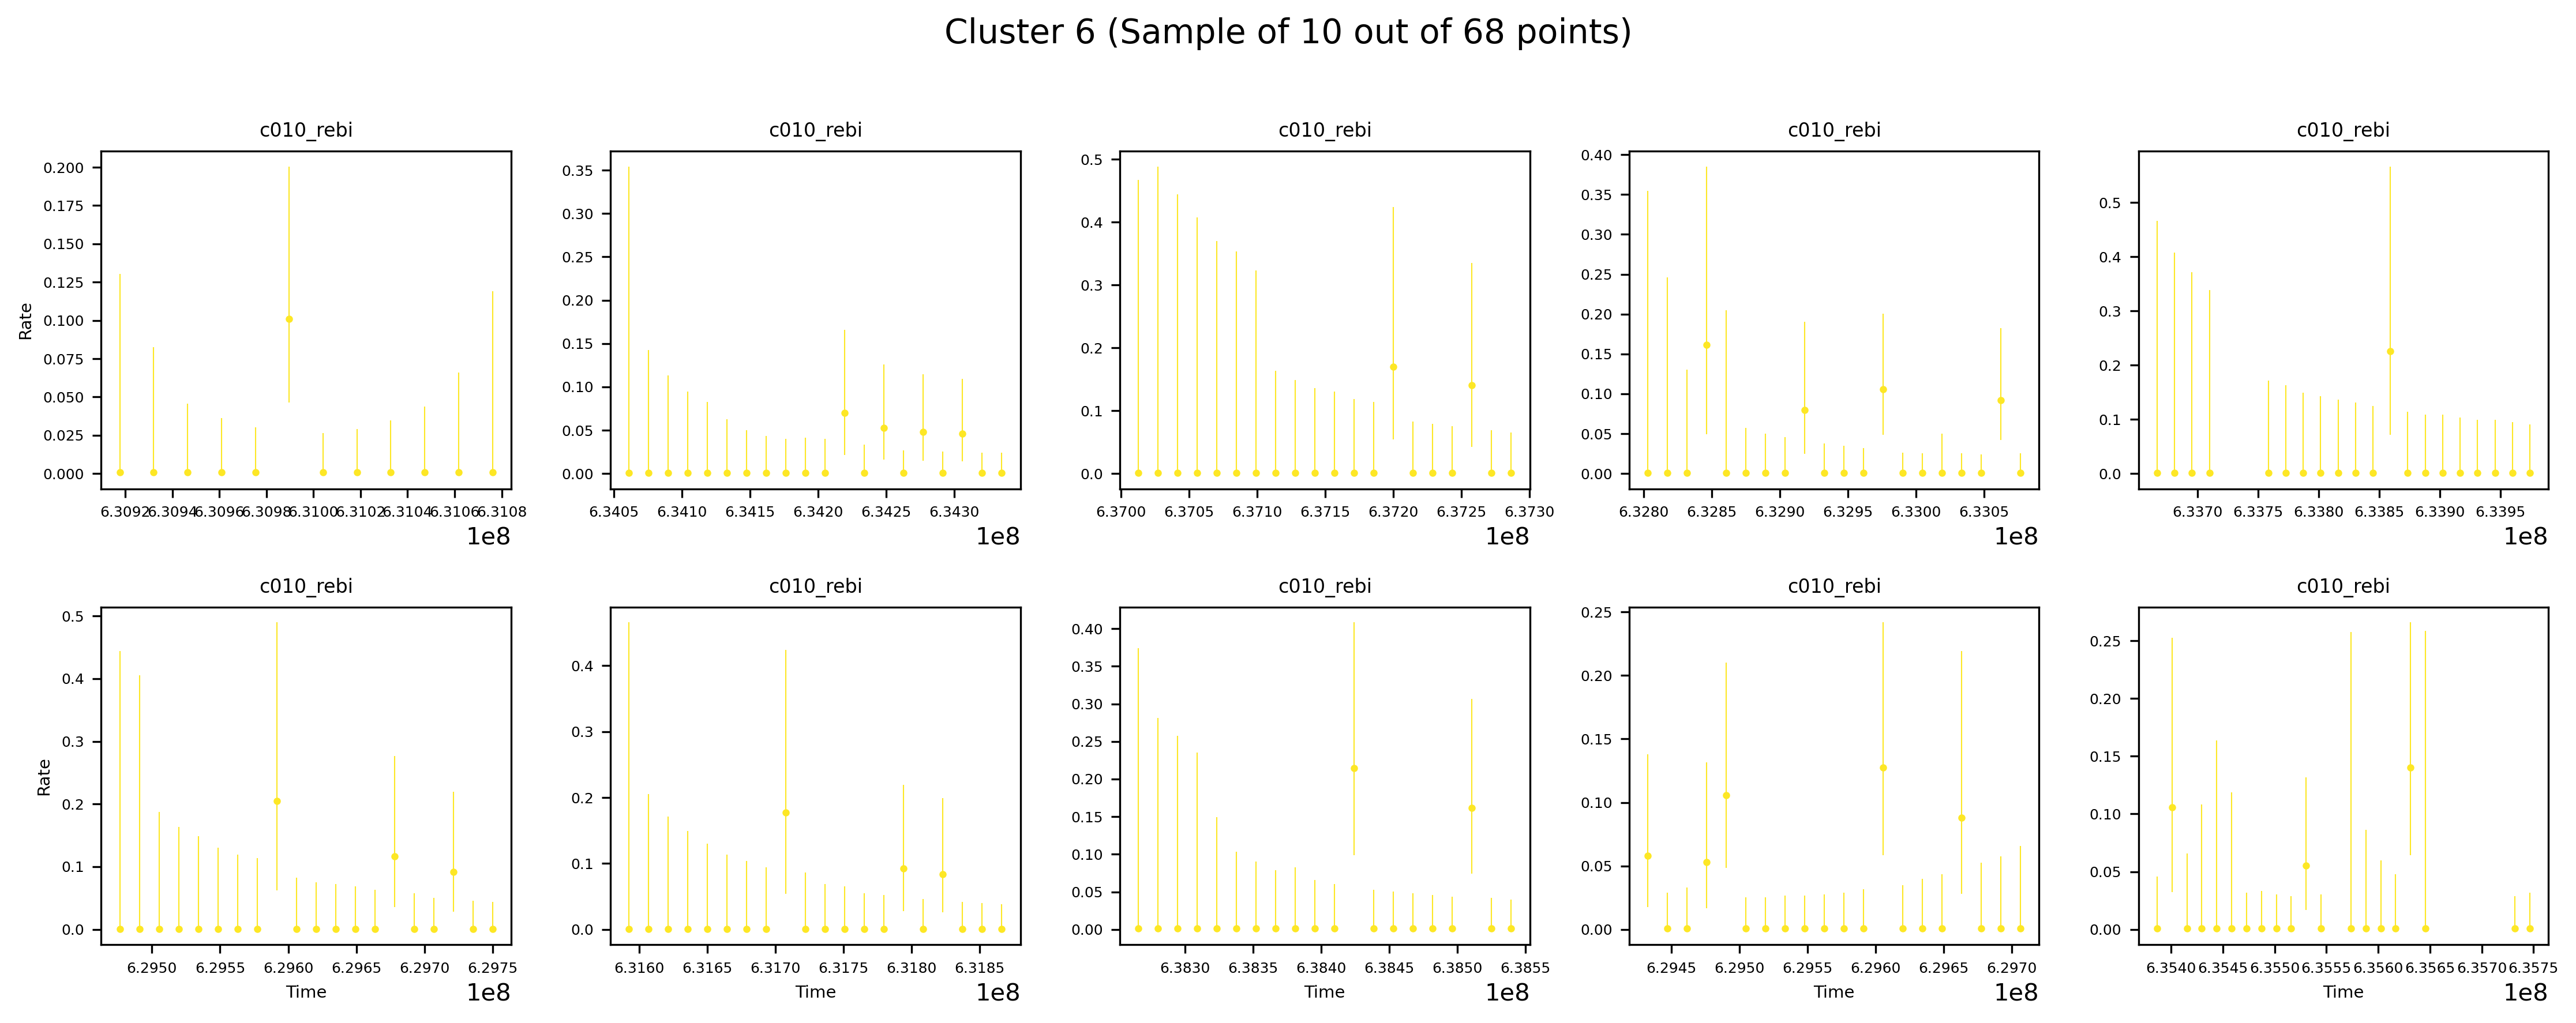 Cluster 6 (Sample of 10 out of 68 points)
c010_rebi c010_rebi c010_rebi c010_rebi c010_rebi
Rate
0.200 0.175 0.150 0.125 0.100 0.075 0.050 0.025 0.000
6.3092 6.3094 6.3096 6.3098 6.3100 6.3102 6.3104 6.3106 6.3108
1e8
0.35 0.30 0.25 0.20 0.15 0.10 0.05 0.00
6.3405 6.3410 6.3415 6.3420 6.3425 6.3430
1e8
0.5 0.4 0.3 0.2 0.1 0.0
6.3700 6.3705 6.3710 6.3715 6.3720 6.3725 6.3730
1e8
0.40 0.35 0.30 0.25 0.20 0.15 0.10 0.05 0.00
6.3280 6.3285 6.3290 6.3295 6.3300 6.3305
1e8
0.5 0.4 0.3 0.2 0.1 0.0
6.3370 6.3375 6.3380 6.3385 6.3390 6.3395
1e8
c010_rebi c010_rebi c010_rebi c010_rebi c010_rebi
Rate
0.5 0.4 0.3 0.2 0.1 0.0
6.2950 6.2955 6.2960 6.2965 6.2970 6.2975
Time
1e8
0.4 0.3 0.2 0.1 0.0
6.3160 6.3165 6.3170 6.3175 6.3180 6.3185
Time
1e8
0.40 0.35 0.30 0.25 0.20 0.15 0.10 0.05 0.00
6.3830 6.3835 6.3840 6.3845 6.3850 6.3855
Time
1e8
0.25 0.20 0.15 0.10 0.05 0.00
6.2945 6.2950 6.2955 6.2960 6.2965 6.2970
Time
1e8
0.25 0.20 0.15 0.10 0.05 0.00
6.3540 6.3545 6.3550 6.3555 6.3560 6.3565 6.3570 6.3575
Time
1e8